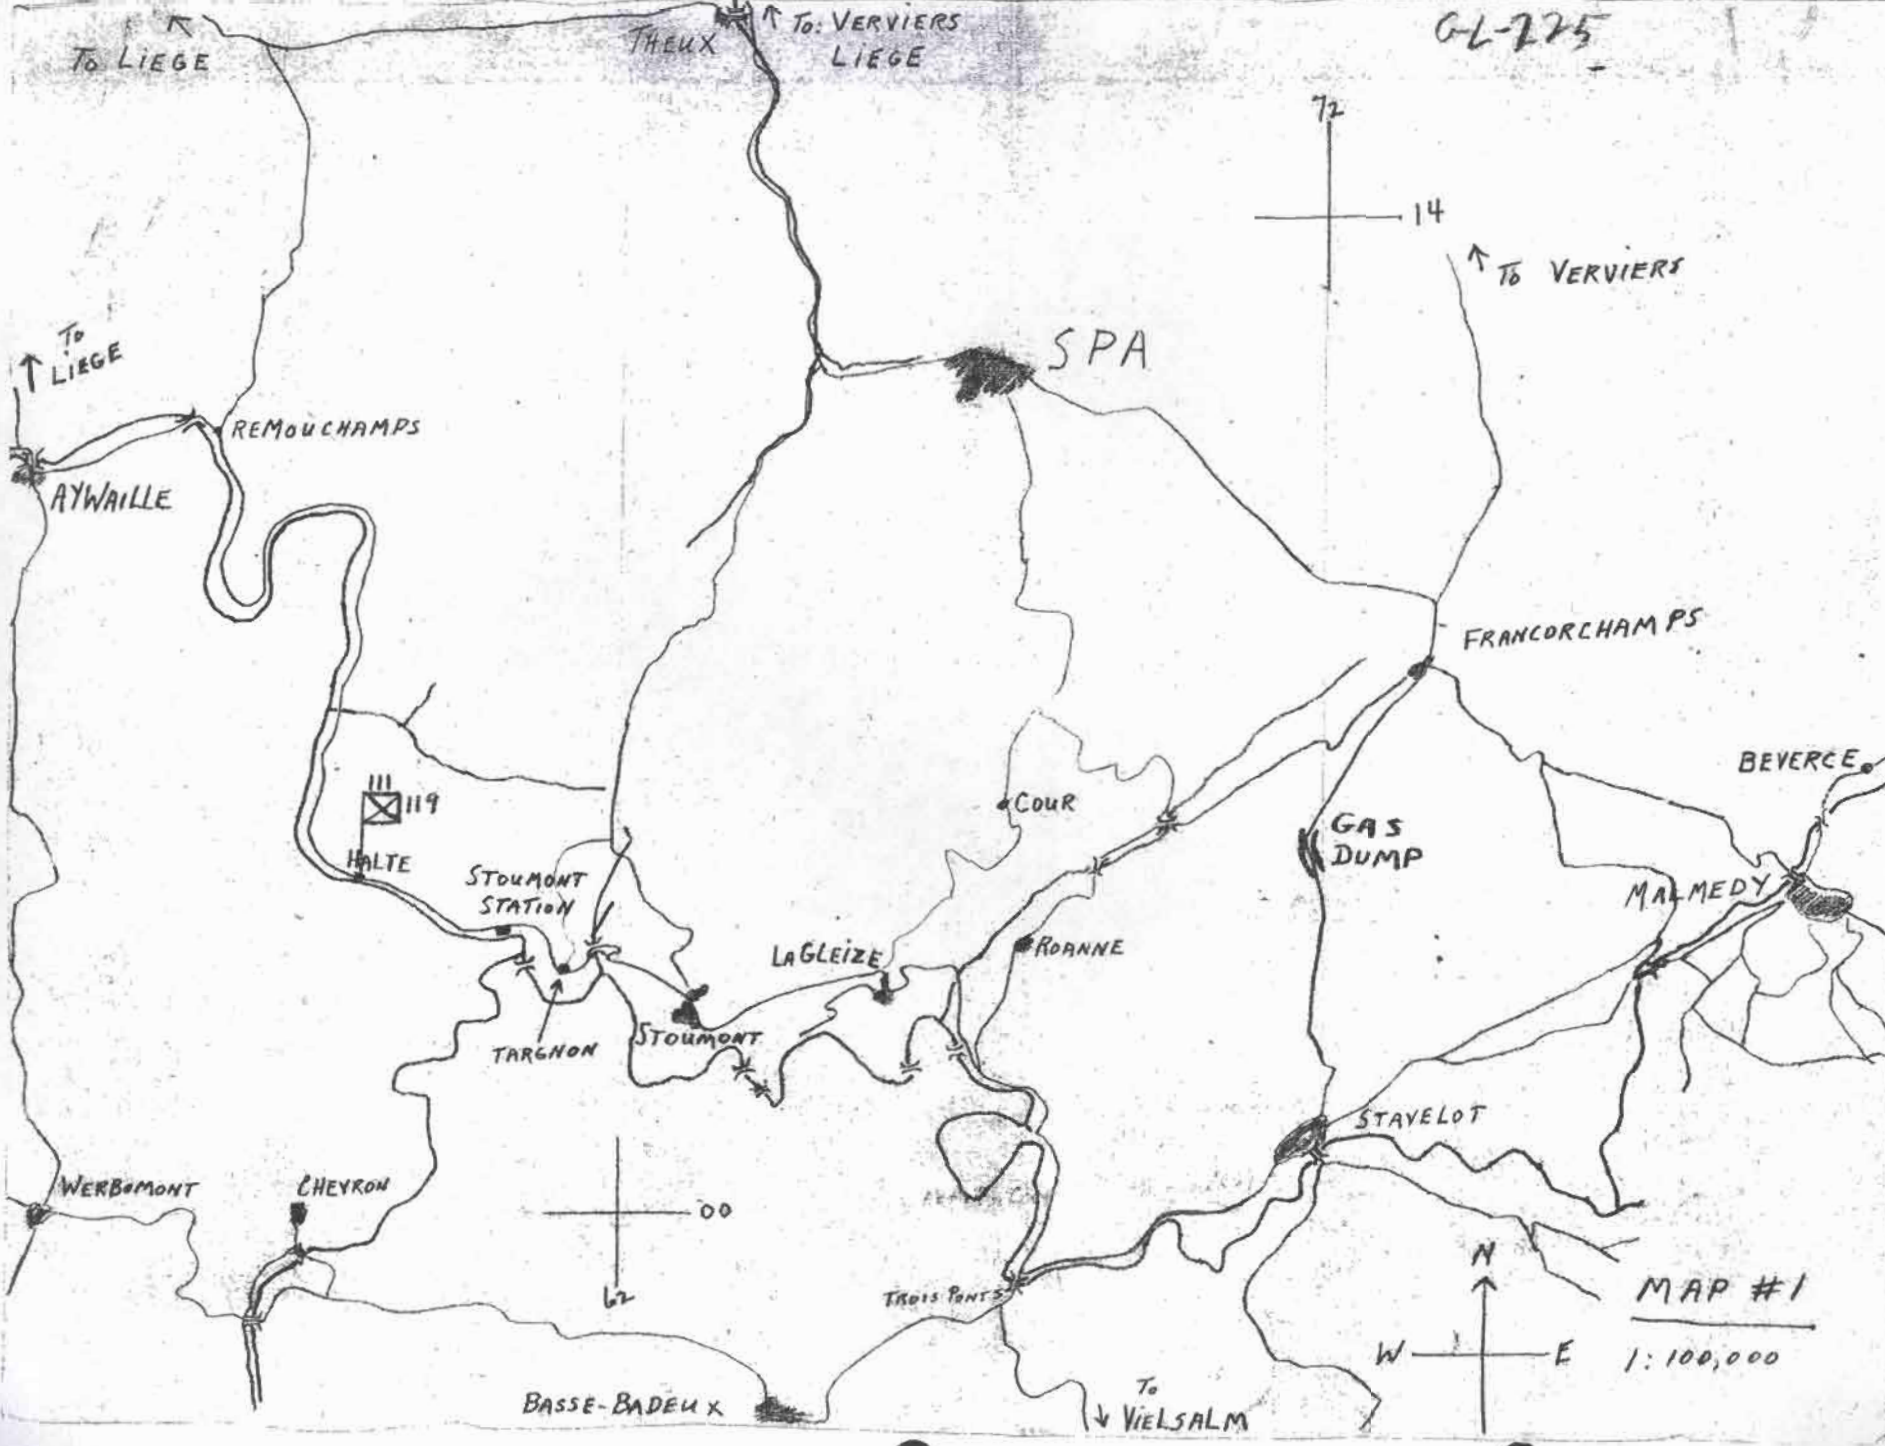 GL-225
To LIEGE
THEUX
To: VERVIERS
LIEGE
72
14
To VERVIERS
To
LIEGE
SPA
REMOUCHAMPS
AYWAILLE
FRANCORCHAMPS
BEVERCE
III
119
COUR
GAS
DUMP
HALTE
STOUMONT
STATION
MALMEDY
LAGLEIZE
ROANNE
TARGNON
STOUMONT
STAVELOT
WERBOMONT
CHEVRON
00
62
TROIS PONTS
N
W
E
MAP #1
1:100,000
BASSE-BADEUX
To
VIELSALM